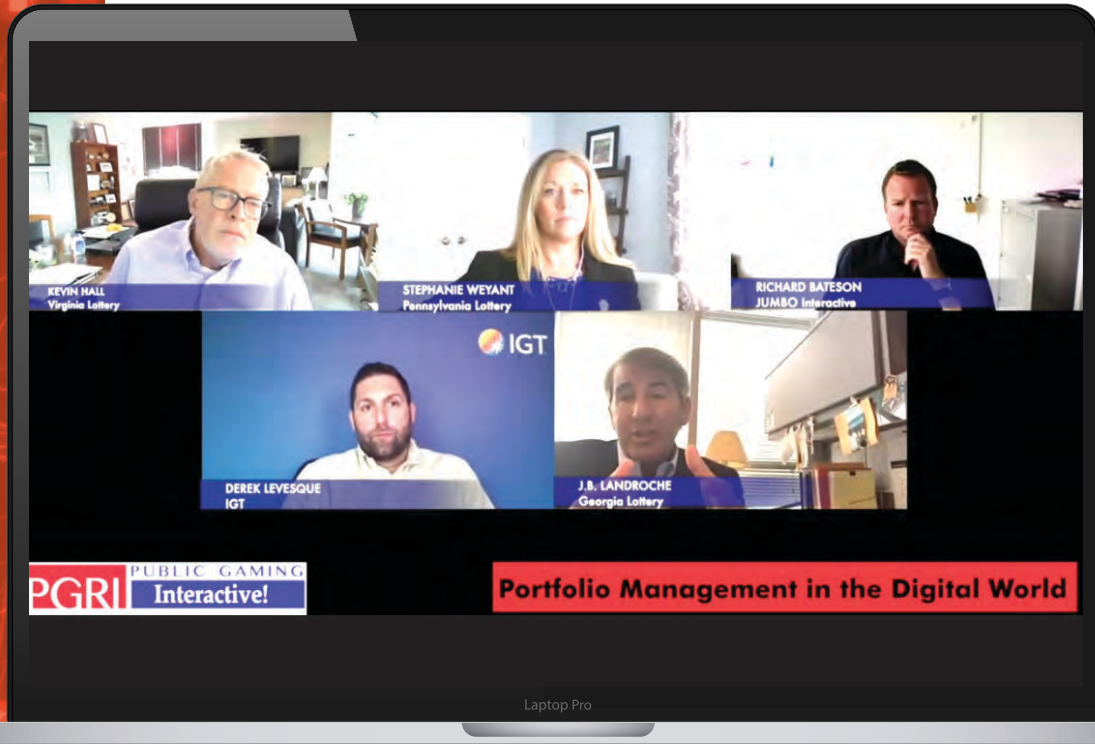 KEVIN HALL
Virginia Lottery
STEPHANIE WEYANT
Pennsylvania Lottery
RICHARD BATESON
JUMBO Interactive
IGT
DEREK LEVESQUE
IGT
J.B. LANDROCHE
Georgia Lottery
PGRI
PUBLIC GAMING
Interactive!
Portfolio Management in the Digital World
Laptop Pro